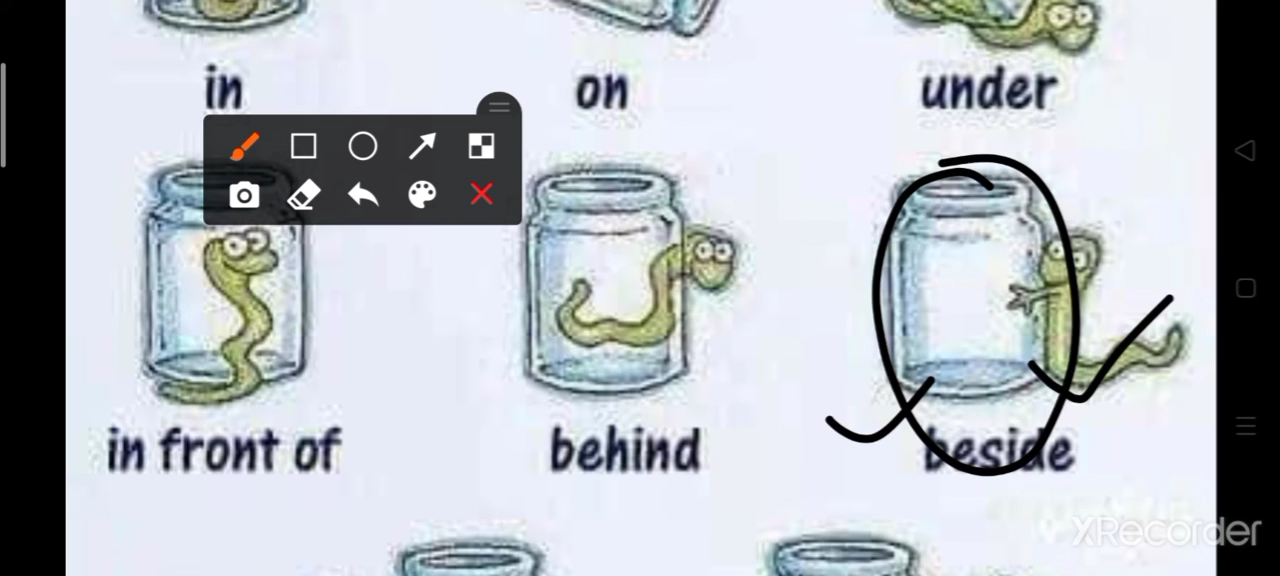 in on under
in front of behind beside
XRecorder